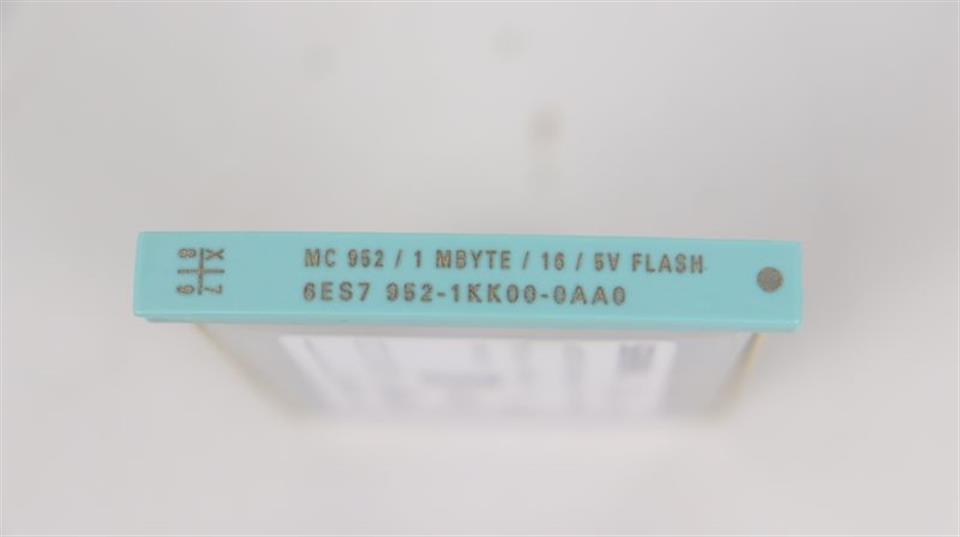 MC 952 / 1 MBYTE / 16 / 5V FLASH
6ES7 952-1KK00-0AA0